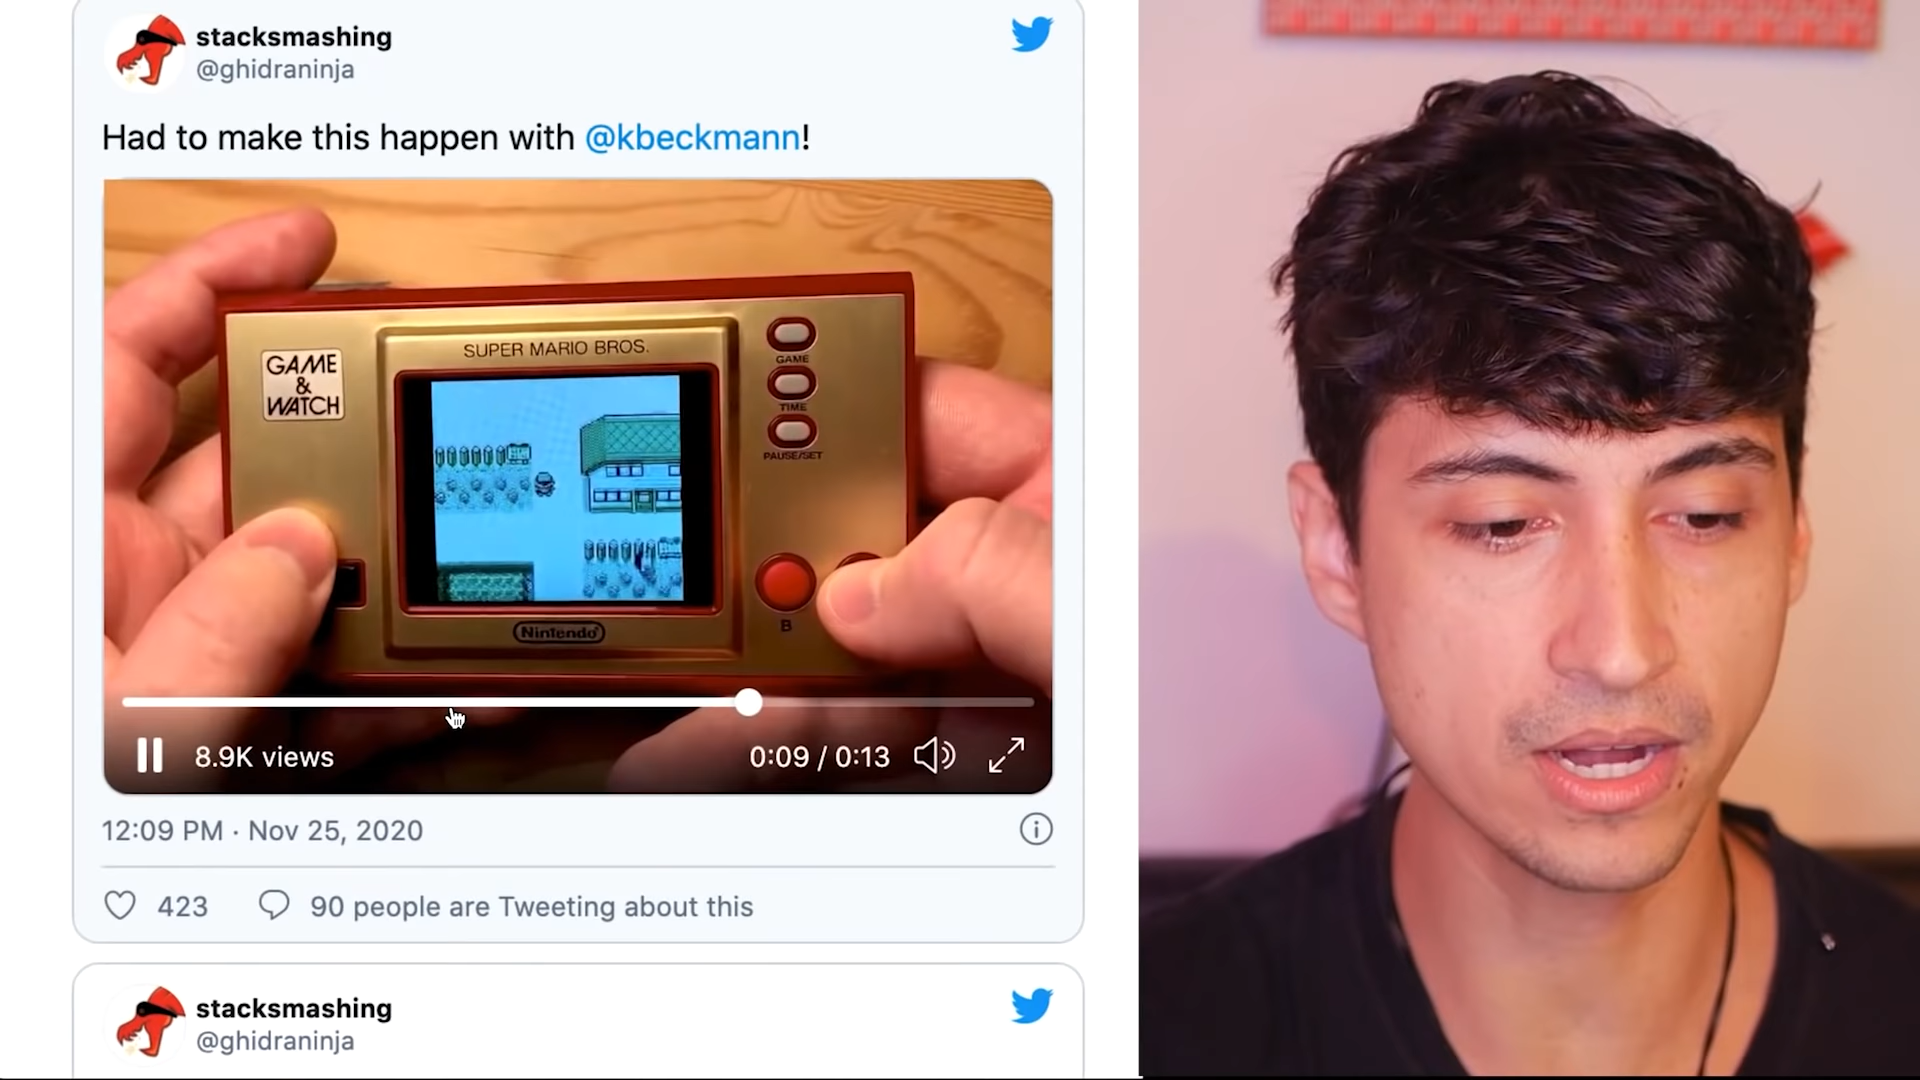 stacksmashing
@ghidraninja
Had to make this happen with @kbeckmann!
SUPER MARIO BROS.
GAME
&
WATCH
GAME
TIME
PAUSE/SET
B
Nintendo
8.9K views
0:09 / 0:13
12:09 PM · Nov 25, 2020
423
90 people are Tweeting about this
stacksmashing
@ghidraninja